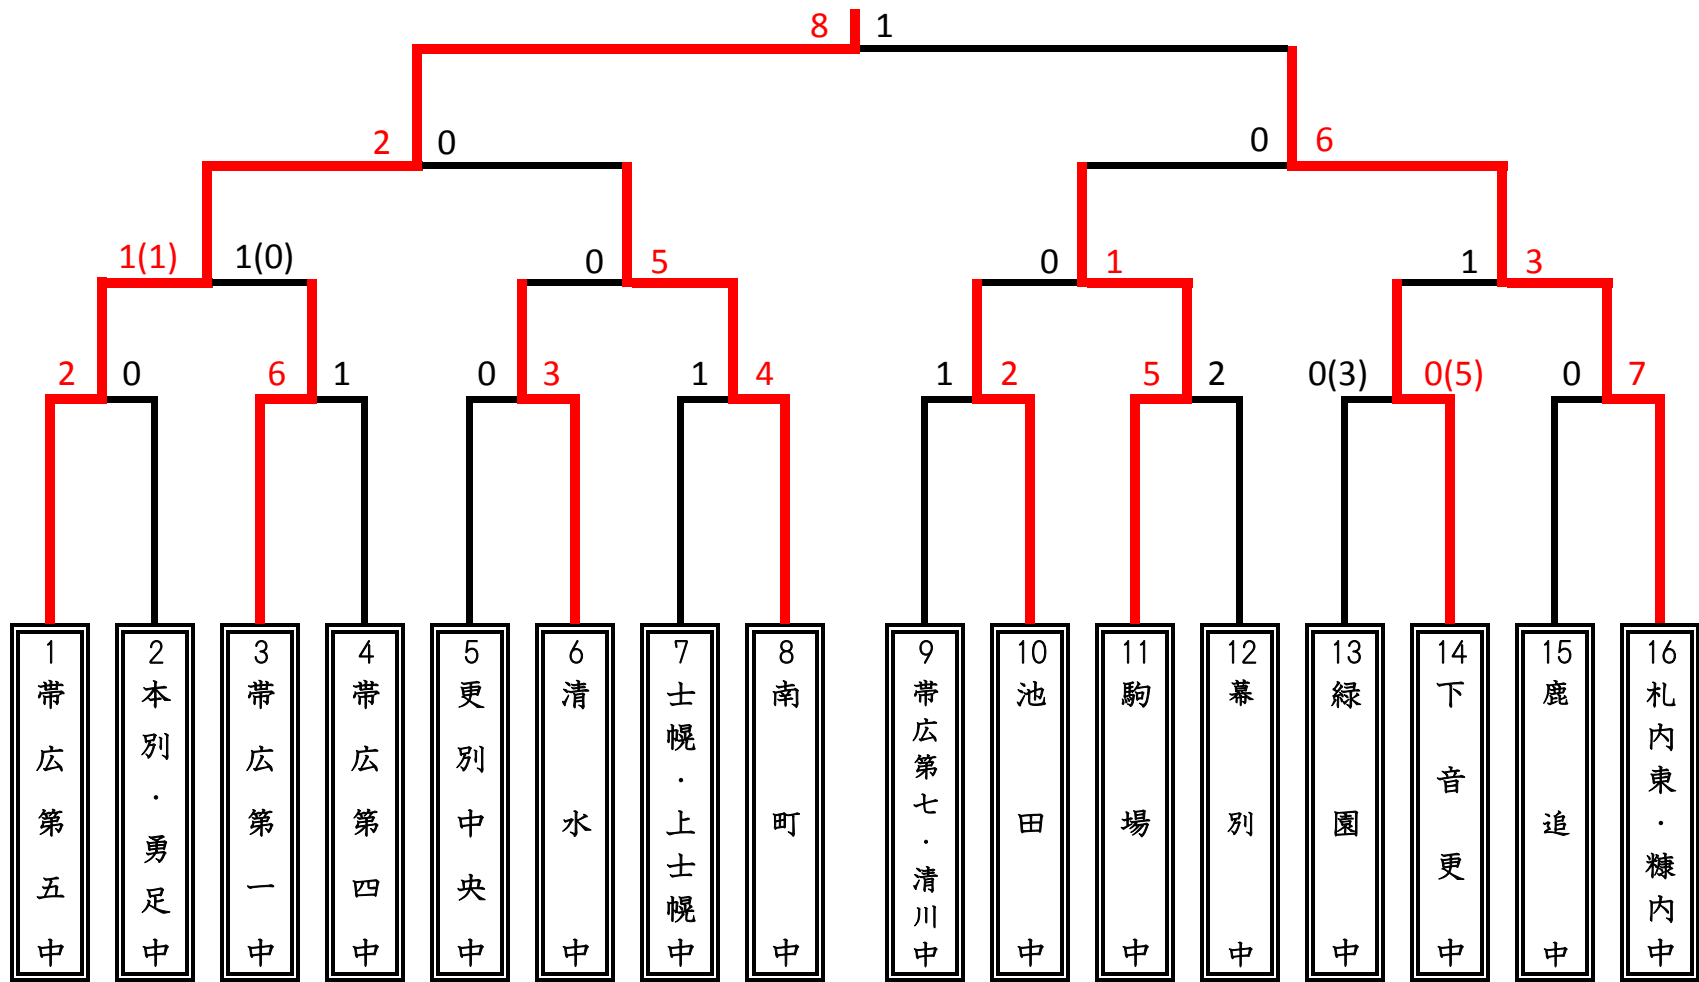 8 1
2 0
0 6
1(1) 1(0)
0 5
0 1
1 3
2 0
6 1
0 3
1 4
1 2
5 2
0(3) 0(5)
0 7
1 帯広第五中
2 本別・勇足中
3 帯広第一中
4 帯広第四中
5 更別中央中
6 清水中
7 士幌・上士幌中
8 南町中
9 帯広第七・清川中
10 池田中
11 駒場中
12 幕別中
13 緑園中
14 下音更中
15 鹿追中
16 札内東・糠内中